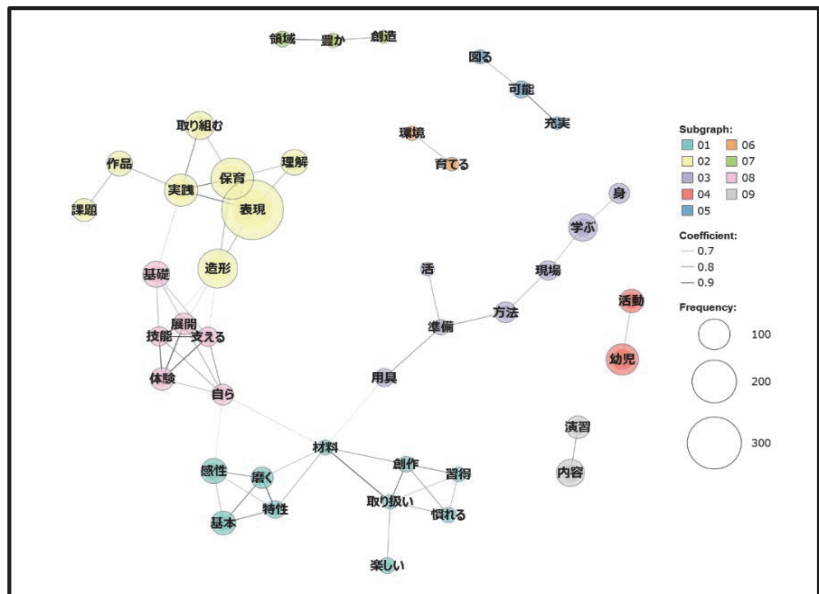 領域
豊か
創造
図る
可能
充実
取り組む
環境
育てる
作品
理解
保育
実践
表現
課題
身
学ぶ
造形
基礎
活
現場
展開
技能
支える
準備
方法
活動
体験
自ら
用具
幼児
材料
演習
感性
磨く
創作
習得
内容
基本
特性
取り扱い
慣れる
楽しい
Subgraph:
01
02
03
04
05
06
07
08
09
Coefficient:
0.7
0.8
0.9
Frequency:
100
200
300